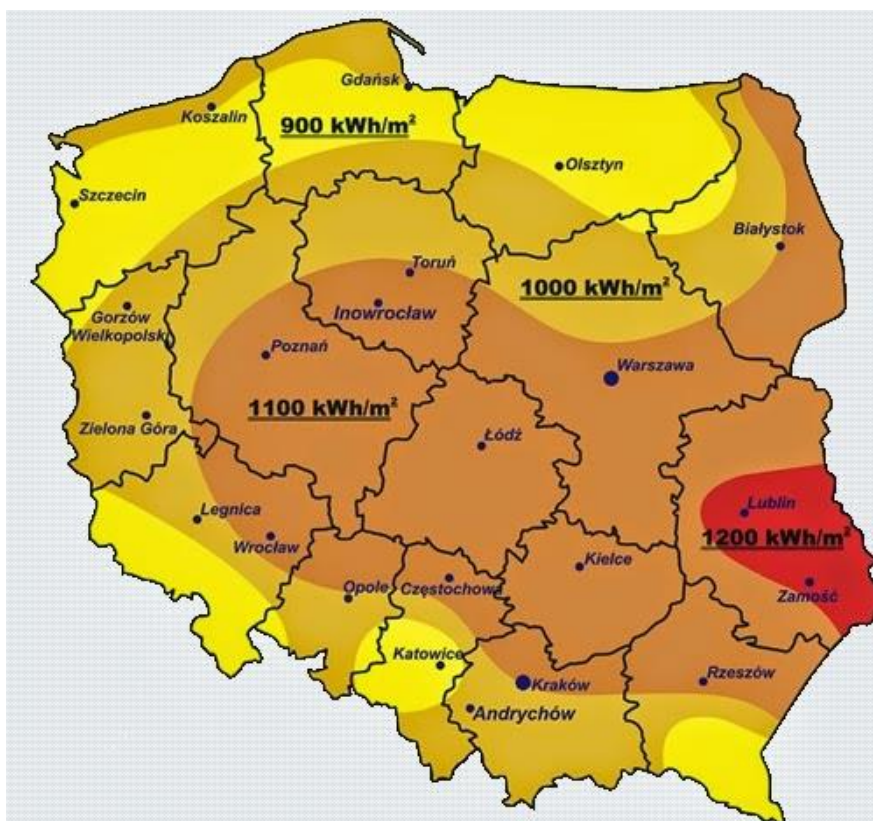 Gdańsk
Koszalin
900 kWh/m²
Olsztyn
Szczecin
Białystok
Toruń
1000 kWh/m²
Gorzów
Wielkopolski
Inowrocław
Poznań
Warszawa
1100 kWh/m²
Zielona Góra
Łódź
Legnica
Lublin
Wrocław
1200 kWh/m²
Kielce
Opole
Częstochowa
Zamość
Katowice
Rzeszów
Kraków
Andrychów